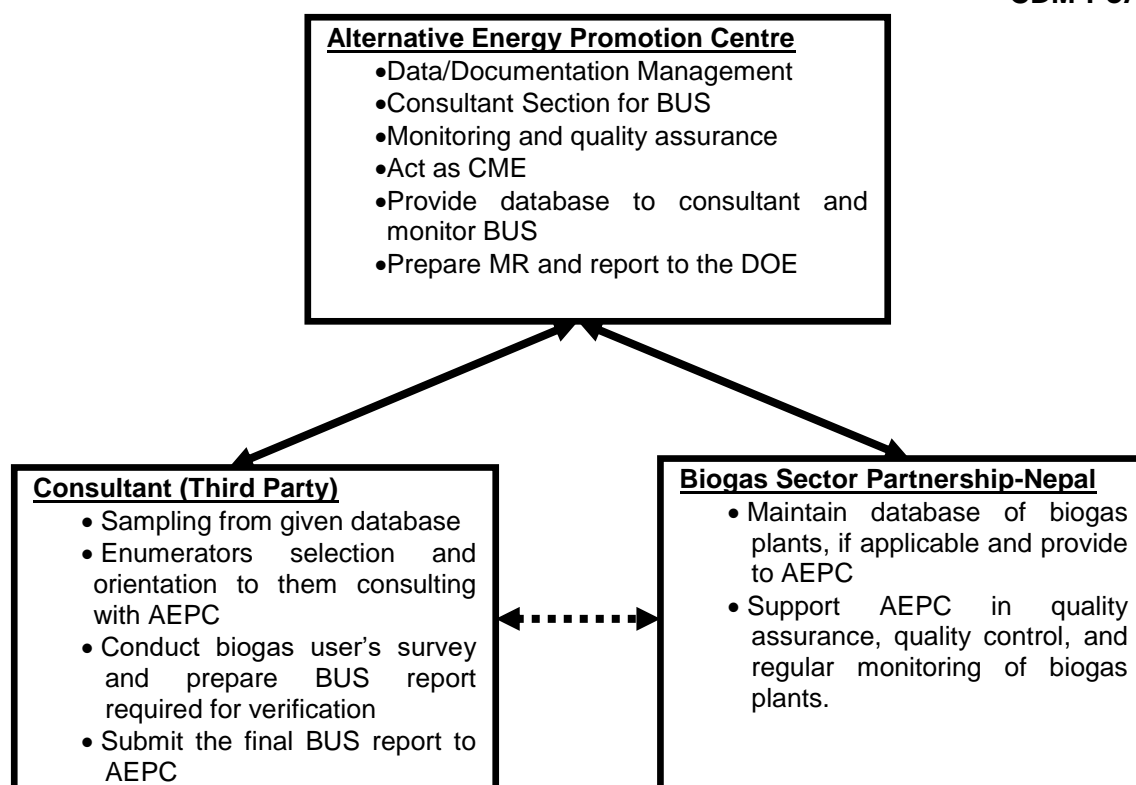 Alternative Energy Promotion Centre
•Data/Documentation Management
•Consultant Section for BUS
•Monitoring and quality assurance
•Act as CME
•Provide database to consultant and
monitor BUS
•Prepare MR and report to the DOE
Consultant (Third Party)
• Sampling from given database
• Enumerators selection and
orientation to them consulting
with AEPC
• Conduct biogas user's survey
and prepare BUS report
required for verification
• Submit the final BUS report to
AEPC
Biogas Sector Partnership-Nepal
• Maintain database of biogas
plants, if applicable and provide
to AEPC
• Support AEPC in quality
assurance, quality control, and
regular monitoring of biogas
plants.